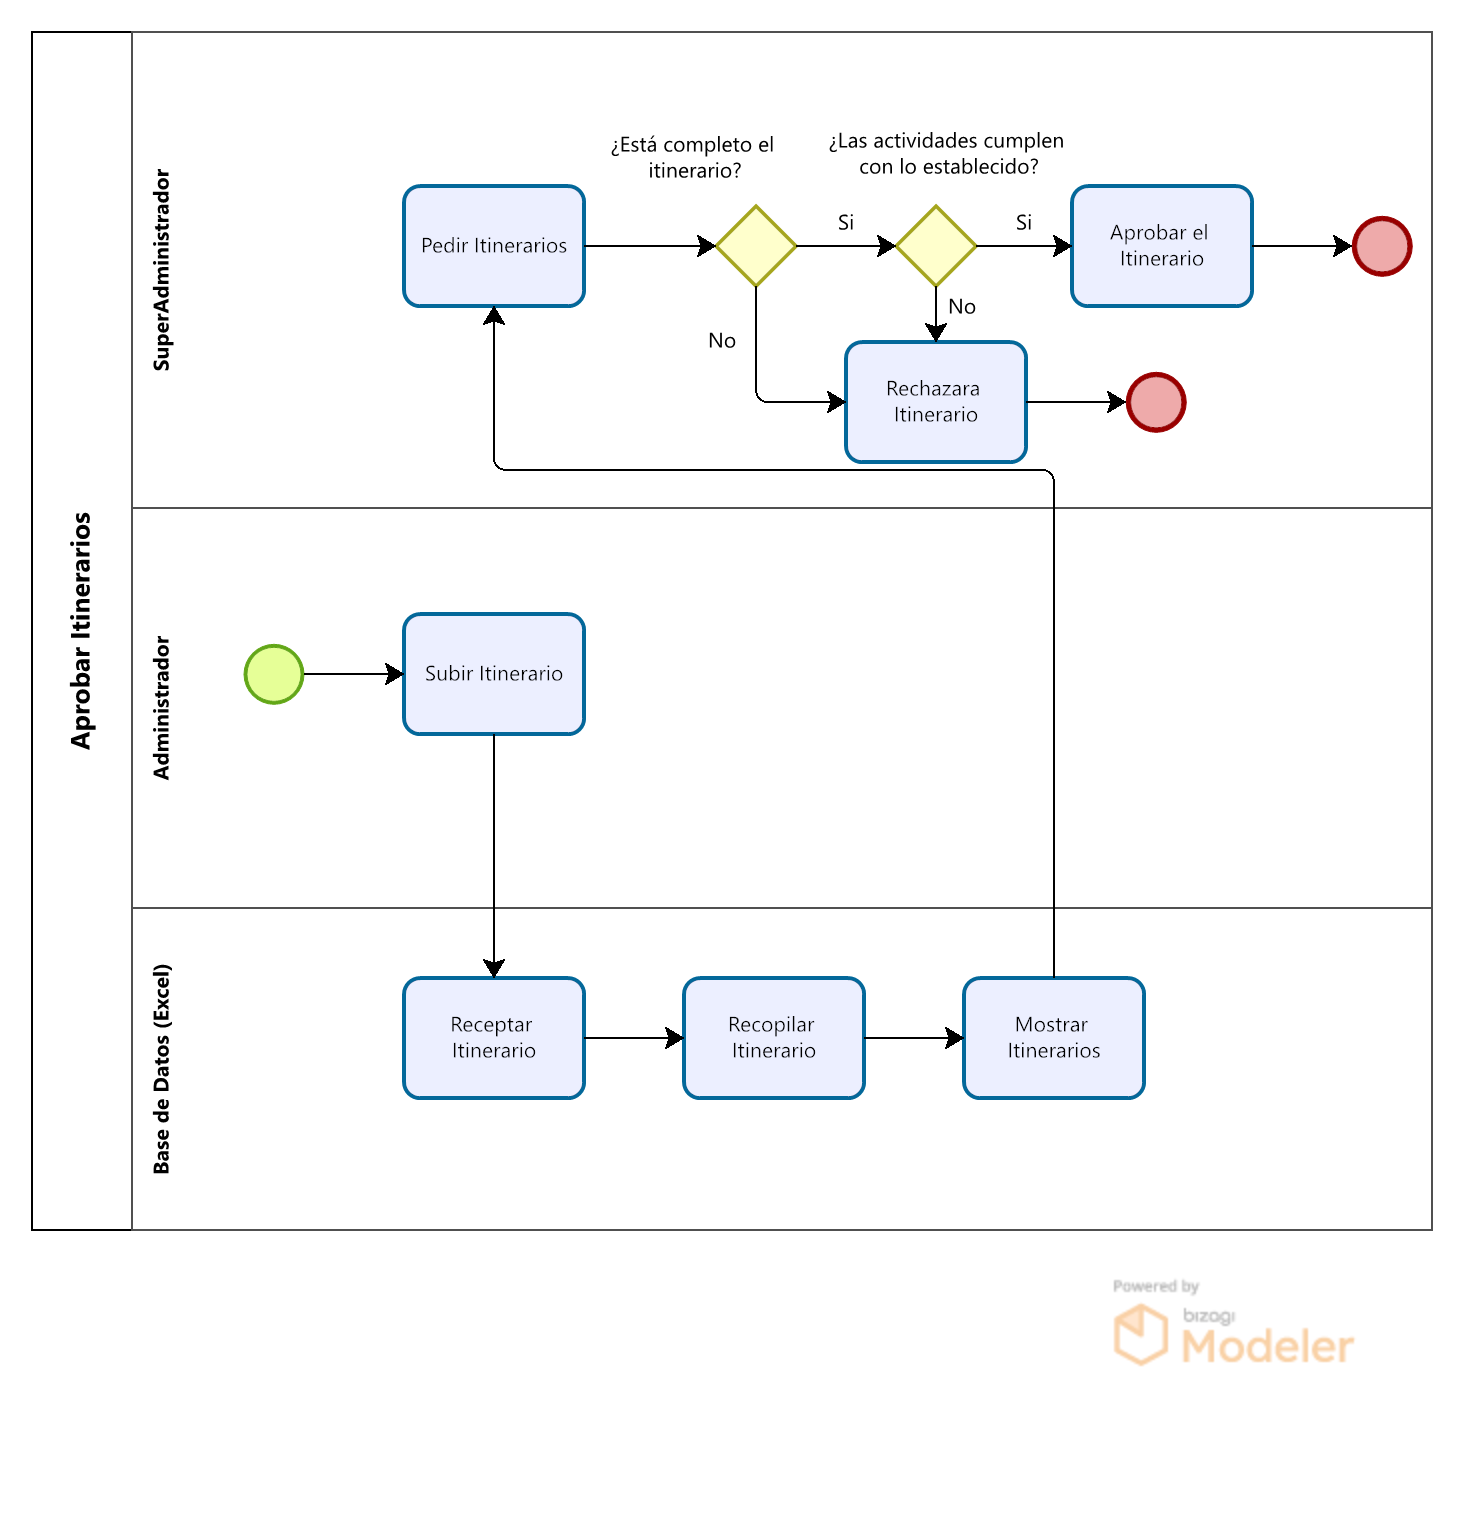 Aprobar Itinerarios
SuperAdministrador
¿Está completo el
itinerario?
¿Las actividades cumplen
con lo establecido?
Pedir Itinerarios
Si
Si
Aprobar el
Itinerario
No
No
Rechazara
Itinerario
Administrador
Subir Itinerario
Base de Datos (Excel)
Receptar
Itinerario
Recopilar
Itinerario
Mostrar
Itinerarios
Powered by
bizagi
Modeler